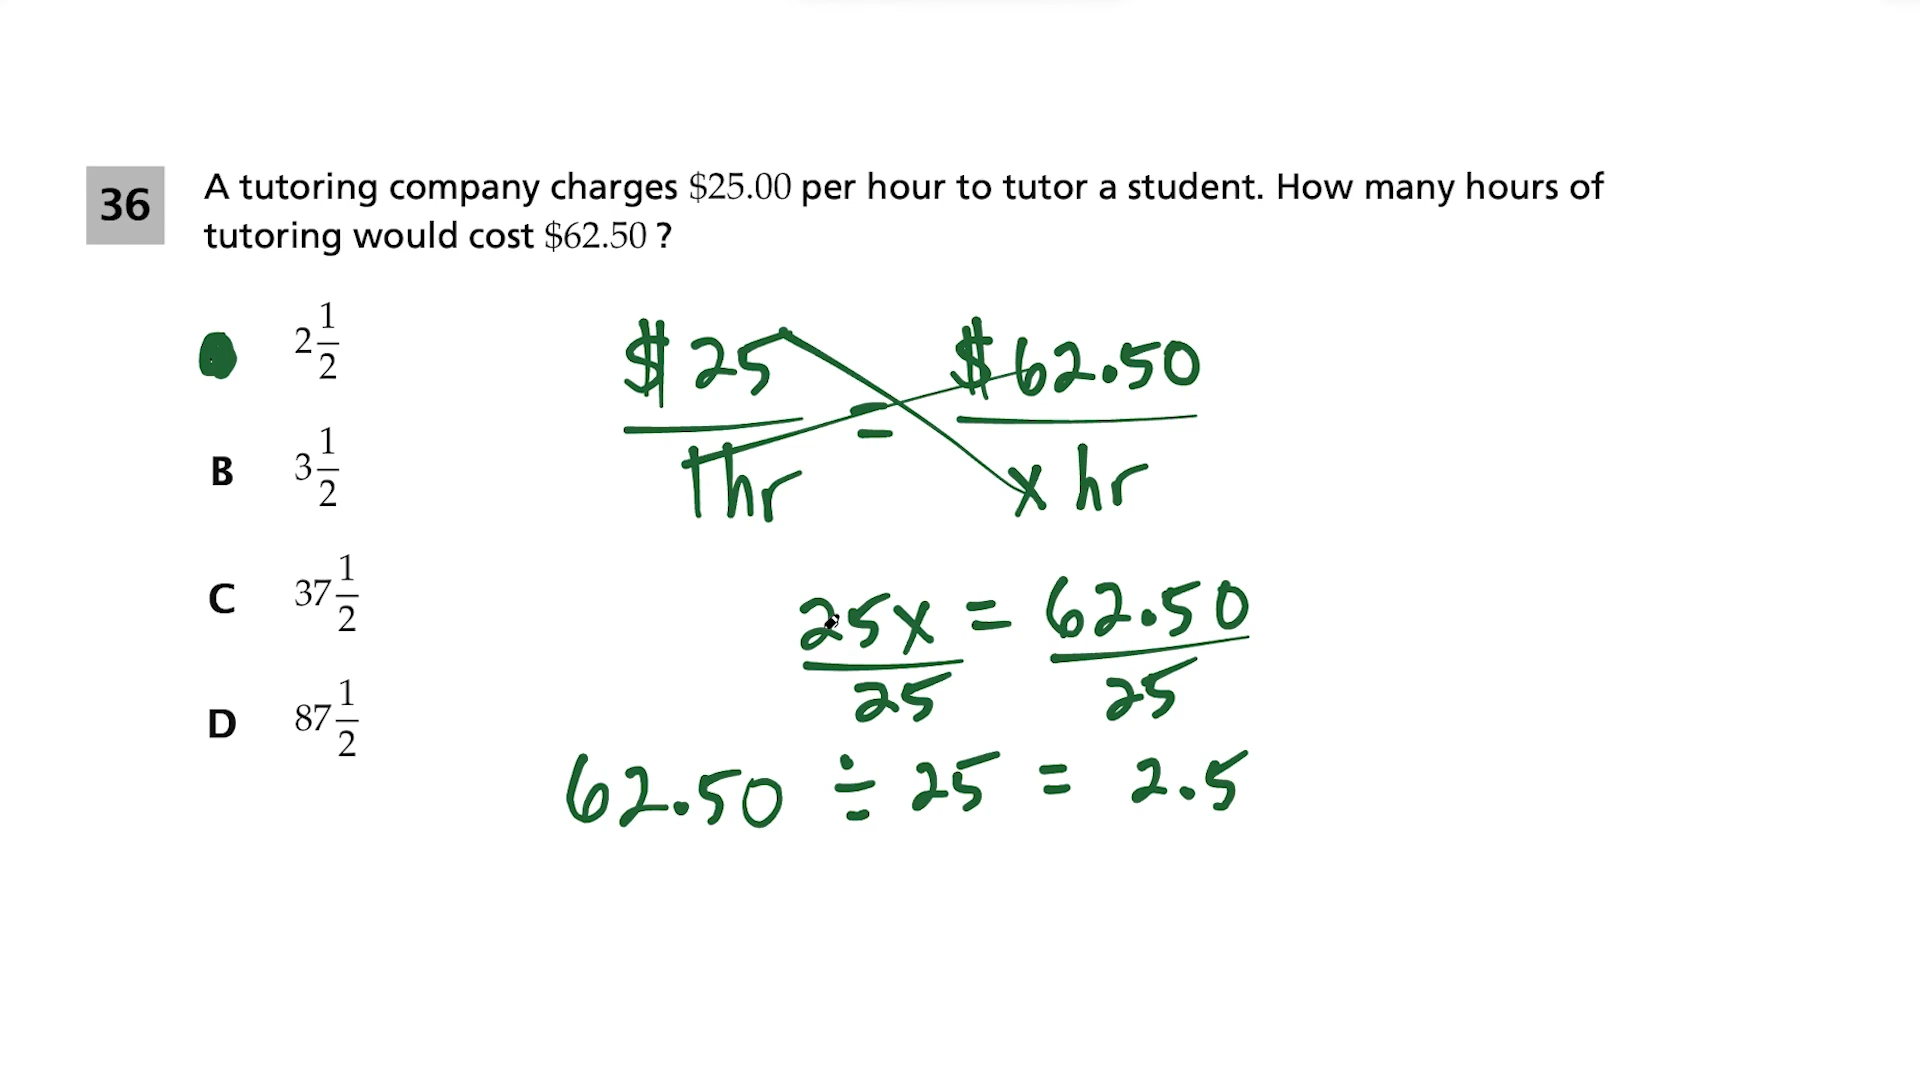 36 A tutoring company charges $25.00 per hour to tutor a student. How many hours of
tutoring would cost $62.50 ?
2 1/2
B 3 1/2
C 37 1/2
D 87 1/2
$25 / 1hr = $62.50 / x hr
25x / 25 = 62.50 / 25
62.50 ÷ 25 = 2.5